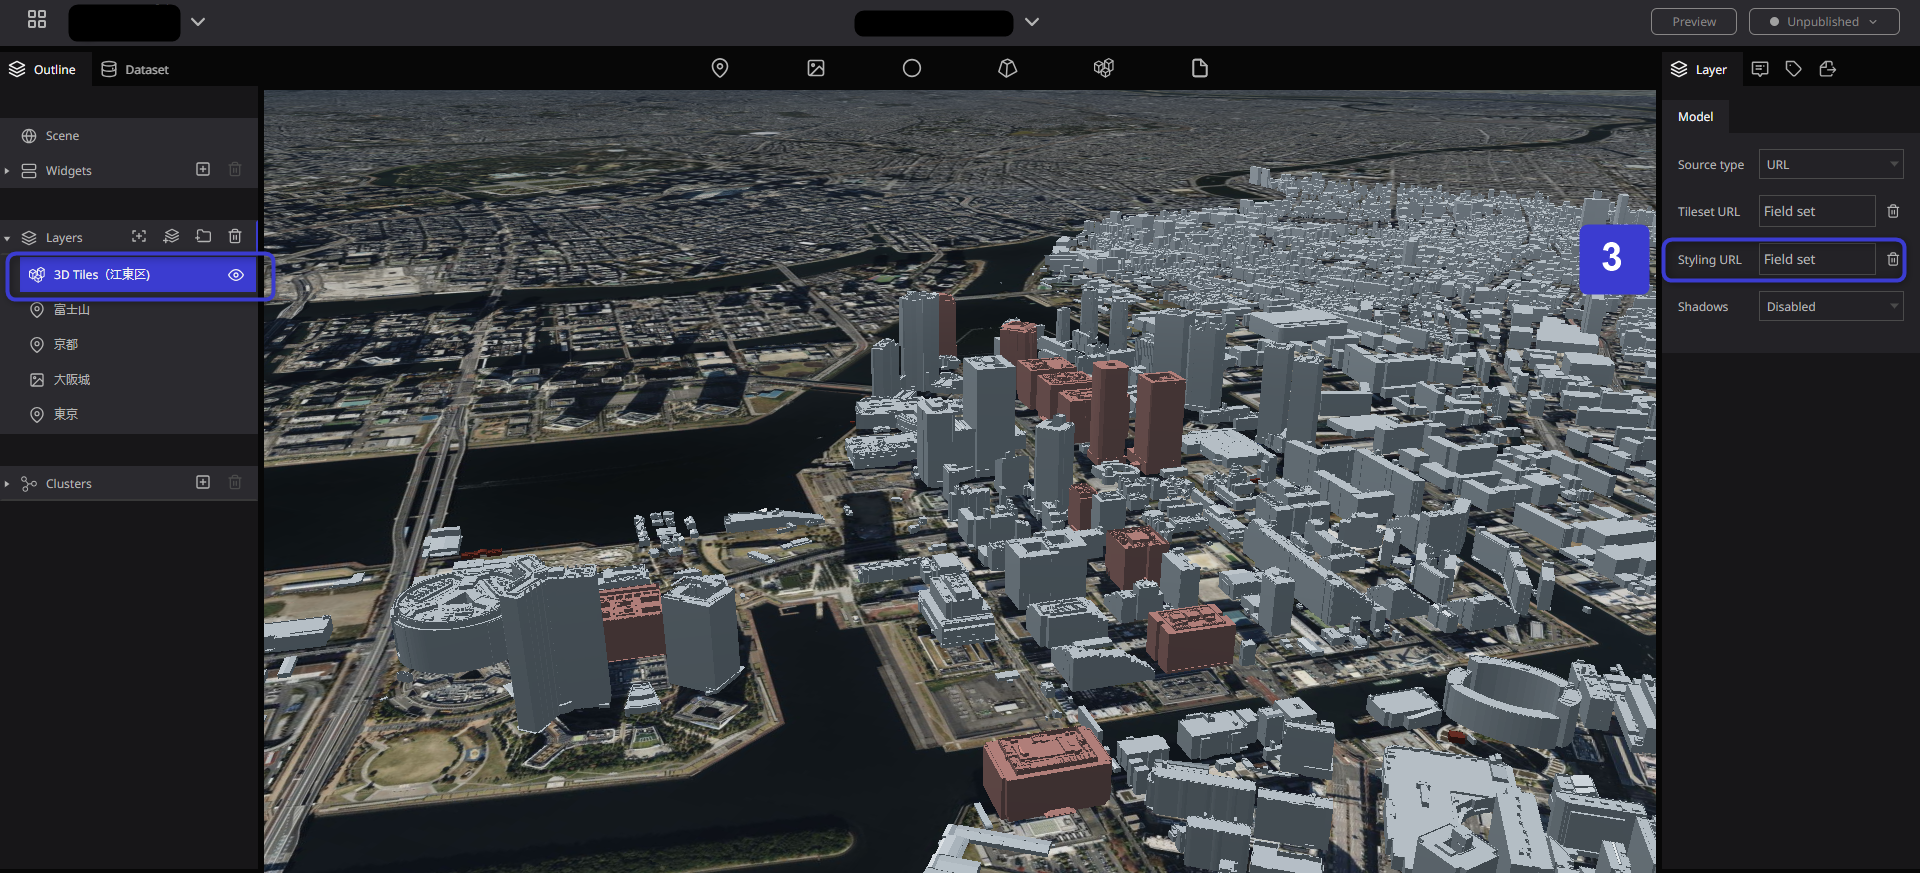 Preview
Unpublished
Outline
Dataset
Layer
Scene
Widgets
Layers
3D Tiles（江東区)
富士山
京都
大阪城
東京
Clusters
Model
Source type
URL
Tileset URL
Field set
3
Styling URL
Field set
Shadows
Disabled